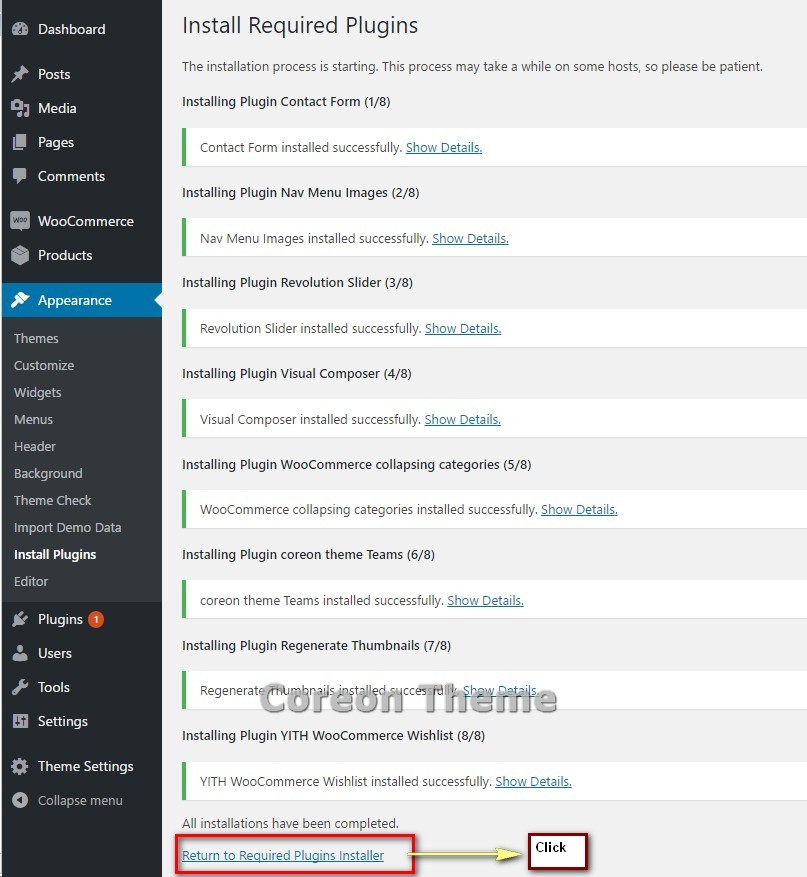 Dashboard
Posts
Media
Pages
Comments
WOO WooCommerce
Products
Appearance
Themes
Customize
Widgets
Menus
Header
Background
Theme Check
Import Demo Data
Install Plugins
Editor
Plugins 1
Users
Tools
Settings
Theme Settings
Collapse menu
Install Required Plugins
The installation process is starting. This process may take a while on some hosts, so please be patient.
Installing Plugin Contact Form (1/8)
Contact Form installed successfully. Show Details.
Installing Plugin Nav Menu Images (2/8)
Nav Menu Images installed successfully. Show Details.
Installing Plugin Revolution Slider (3/8)
Revolution Slider installed successfully. Show Details.
Installing Plugin Visual Composer (4/8)
Visual Composer installed successfully. Show Details.
Installing Plugin WooCommerce collapsing categories (5/8)
WooCommerce collapsing categories installed successfully. Show Details.
Installing Plugin coreon theme Teams (6/8)
coreon theme Teams installed successfully. Show Details.
Installing Plugin Regenerate Thumbnails (7/8)
Regenerate Thumbnails installed successfully. Show Details.
Coreon Theme
Installing Plugin YITH WooCommerce Wishlist (8/8)
YITH WooCommerce Wishlist installed successfully. Show Details.
All installations have been completed.
Return to Required Plugins Installer
Click